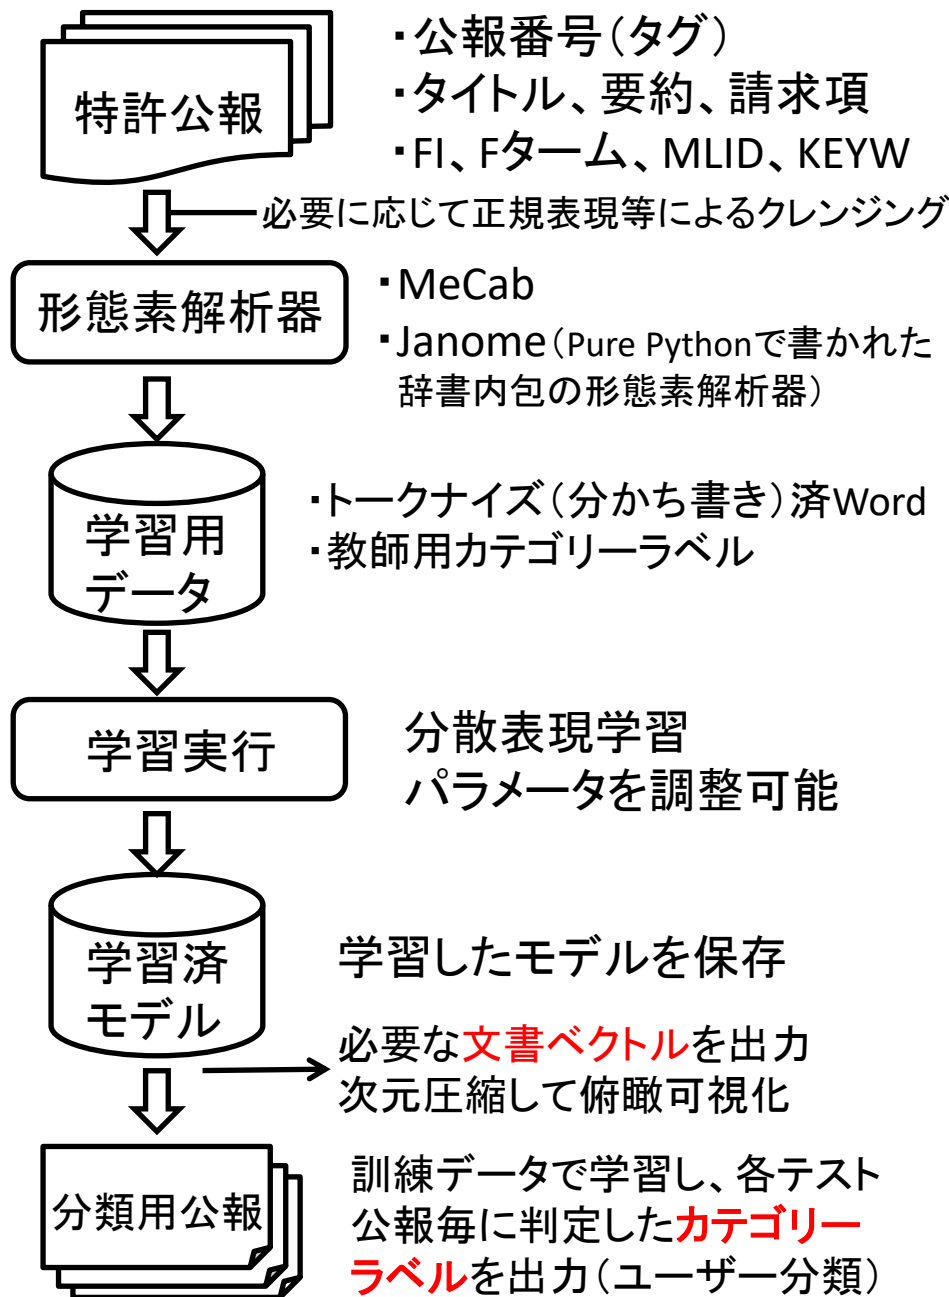 特許公報
・公報番号（タグ）
・タイトル、要約、請求項
・FI、Fターム、MLID、KEYW
必要に応じて正規表現等によるクレンジング
形態素解析器
・MeCab
・Janome（Pure Pythonで書かれた
辞書内包の形態素解析器）
学習用
データ
・トークナイズ（分かち書き）済Word
・教師用カテゴリーラベル
学習実行
分散表現学習
パラメータを調整可能
学習済
モデル
学習したモデルを保存
必要な文書ベクトルを出力
次元圧縮して俯瞰可視化
分類用公報
訓練データで学習し、各テスト
公報毎に判定したカテゴリー
ラベルを出力（ユーザー分類）